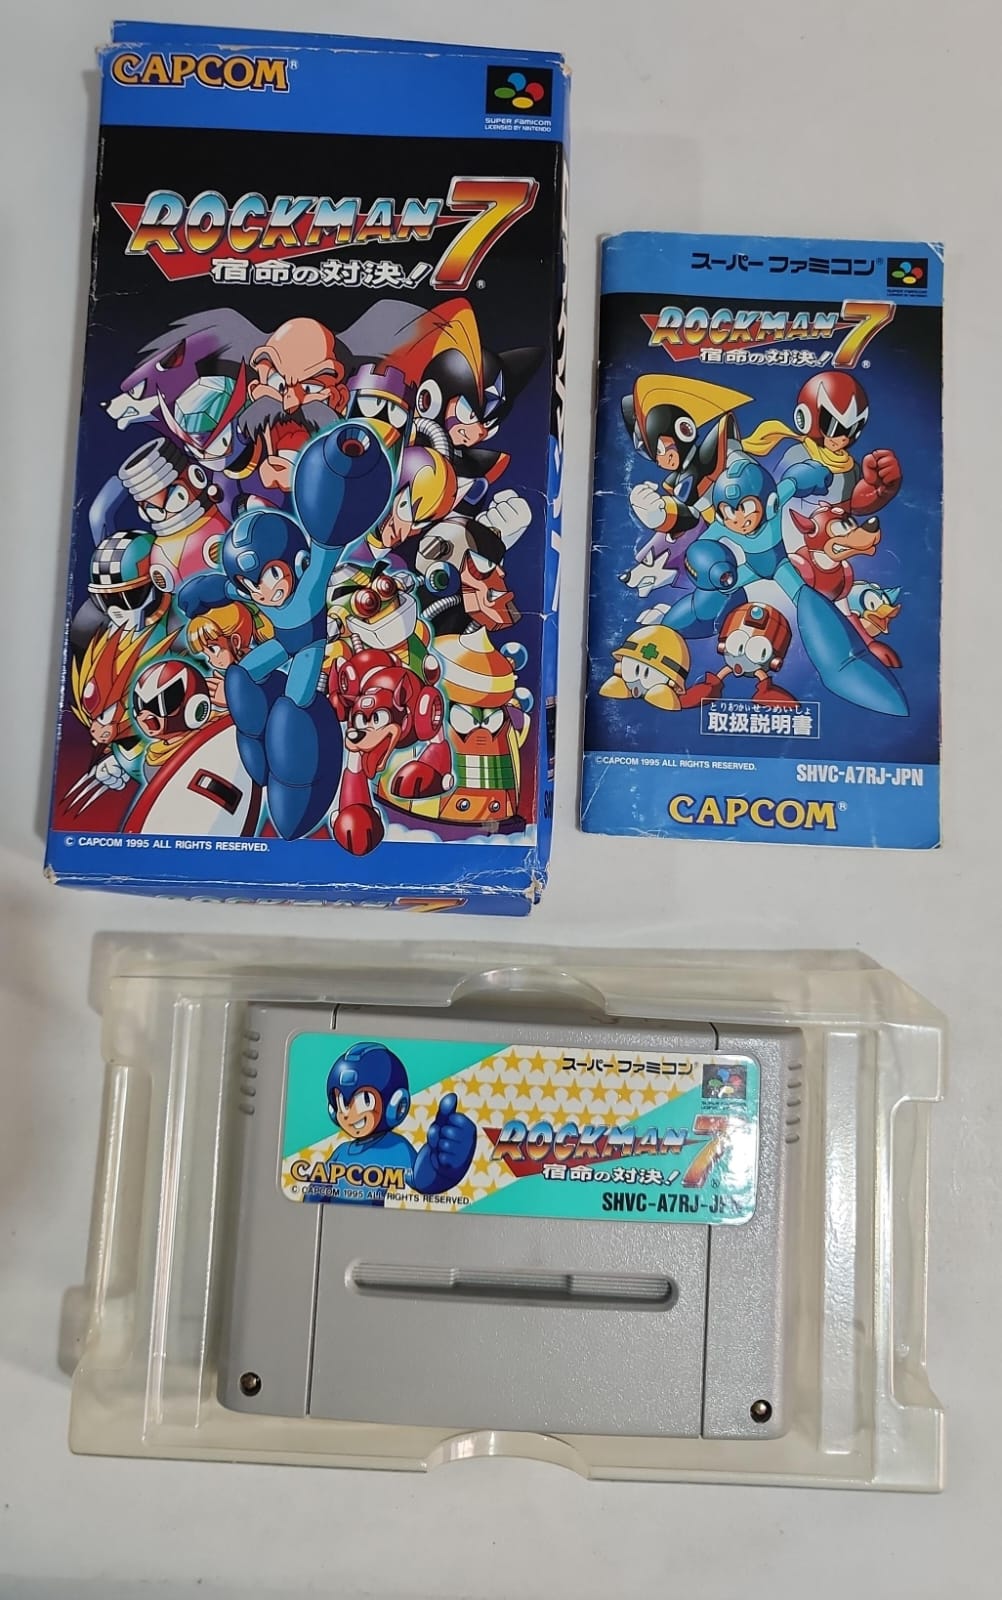 CAPCOM®
SUPER FAMICOM
LICENSED BY NINTENDO
ROCKMAN 7
宿命の対決!®
© CAPCOM 1995 ALL RIGHTS RESERVED.
スーパーファミコン®
SUPER FAMICOM
ROCKMAN 7
宿命の対決!®
とりあつかいせつめいしょ
取扱説明書
©CAPCOM 1995 ALL RIGHTS RESERVED.
SHVC-A7RJ-JPN
CAPCOM®
スーパーファミコン®
ROCKMAN 7
宿命の対決!®
CAPCOM®
© CAPCOM 1995 ALL RIGHTS RESERVED.
SHVC-A7RJ-JPN